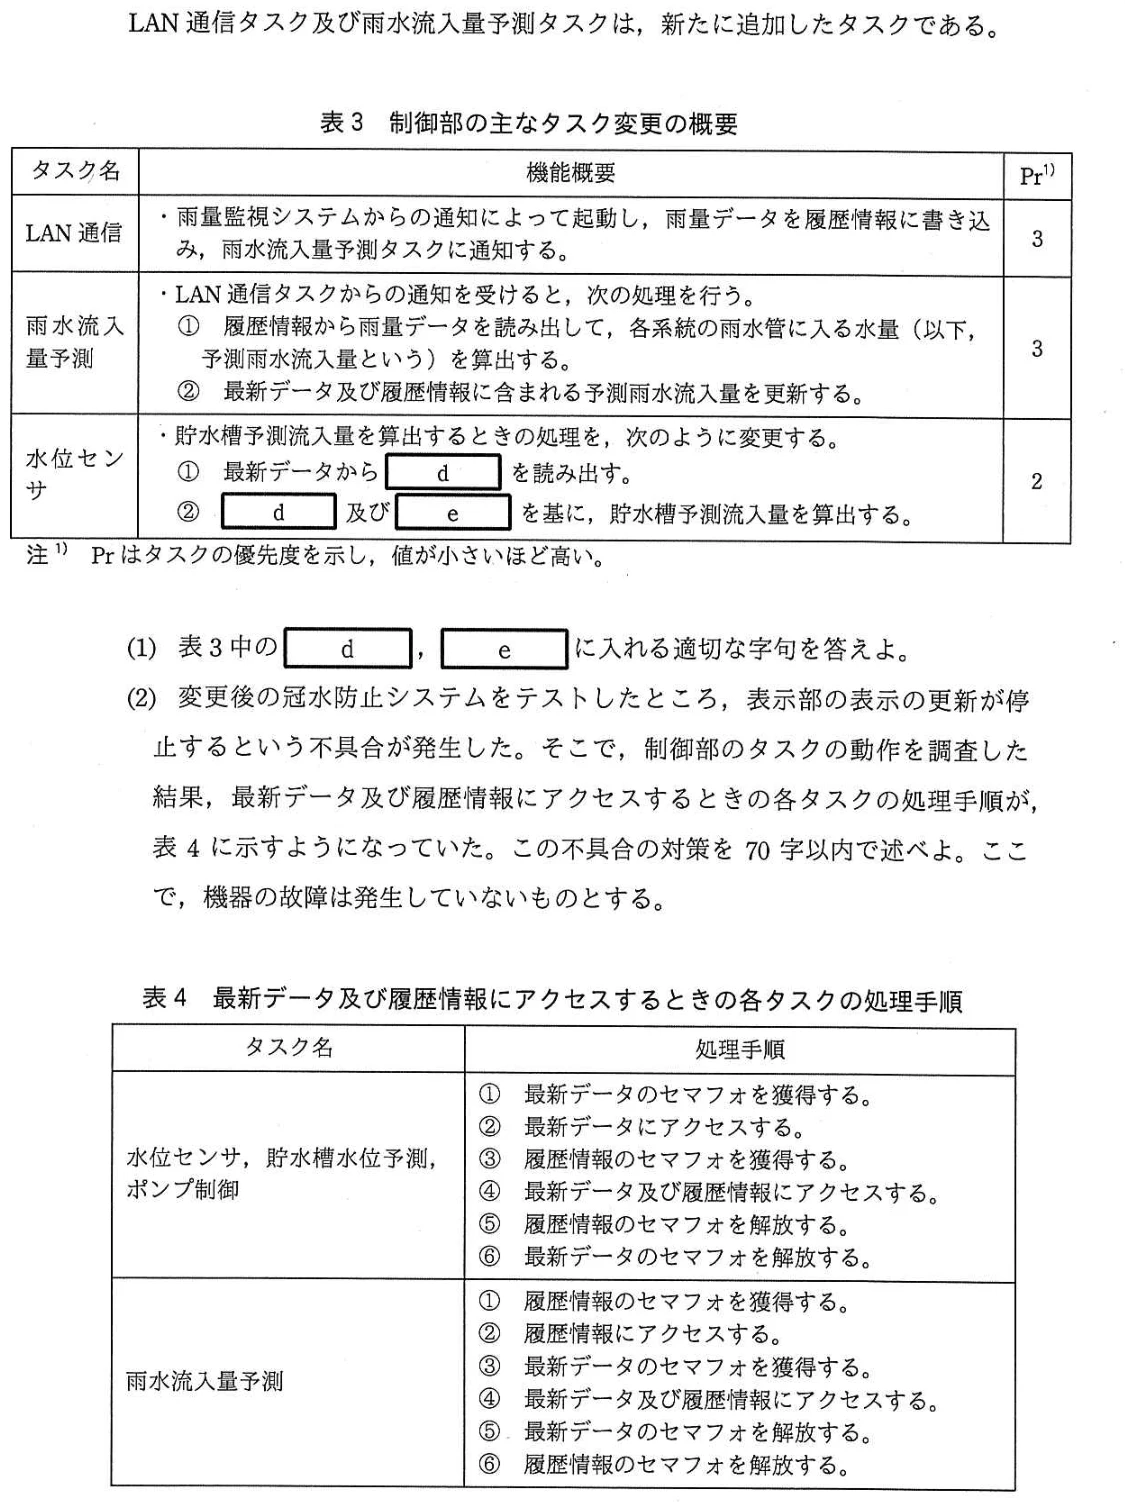 LAN 通信タスク及び雨水流入量予測タスクは，新たに追加したタスクである。
表 3　制御部の主なタスク変更の概要
タスク名　機能概要　Pr1)
LAN 通信
・雨量監視システムからの通知によって起動し，雨量データを履歴情報に書き込
み，雨水流入量予測タスクに通知する。
3
雨水流入
量予測
・LAN 通信タスクからの通知を受けると，次の処理を行う。
①　履歴情報から雨量データを読み出して，各系統の雨水管に入る水量（以下，
予測雨水流入量という）を算出する。
②　最新データ及び履歴情報に含まれる予測雨水流入量を更新する。
3
水位セン
サ
・貯水槽予測流入量を算出するときの処理を，次のように変更する。
①　最新データから d を読み出す。
② d 及び e を基に，貯水槽予測流入量を算出する。
2
注1)　Pr はタスクの優先度を示し，値が小さいほど高い。
(1)　表 3 中の d ， e に入れる適切な字句を答えよ。
(2)　変更後の冠水防止システムをテストしたところ，表示部の表示の更新が停
止するという不具合が発生した。そこで，制御部のタスクの動作を調査した
結果，最新データ及び履歴情報にアクセスするときの各タスクの処理手順が，
表 4 に示すようになっていた。この不具合の対策を 70 字以内で述べよ。ここ
で，機器の故障は発生していないものとする。
表 4　最新データ及び履歴情報にアクセスするときの各タスクの処理手順
タスク名　処理手順
水位センサ，貯水槽水位予測，
ポンプ制御
①　最新データのセマフォを獲得する。
②　最新データにアクセスする。
③　履歴情報のセマフォを獲得する。
④　最新データ及び履歴情報にアクセスする。
⑤　履歴情報のセマフォを解放する。
⑥　最新データのセマフォを解放する。
雨水流入量予測
①　履歴情報のセマフォを獲得する。
②　履歴情報にアクセスする。
③　最新データのセマフォを獲得する。
④　最新データ及び履歴情報にアクセスする。
⑤　最新データのセマフォを解放する。
⑥　履歴情報のセマフォを解放する。